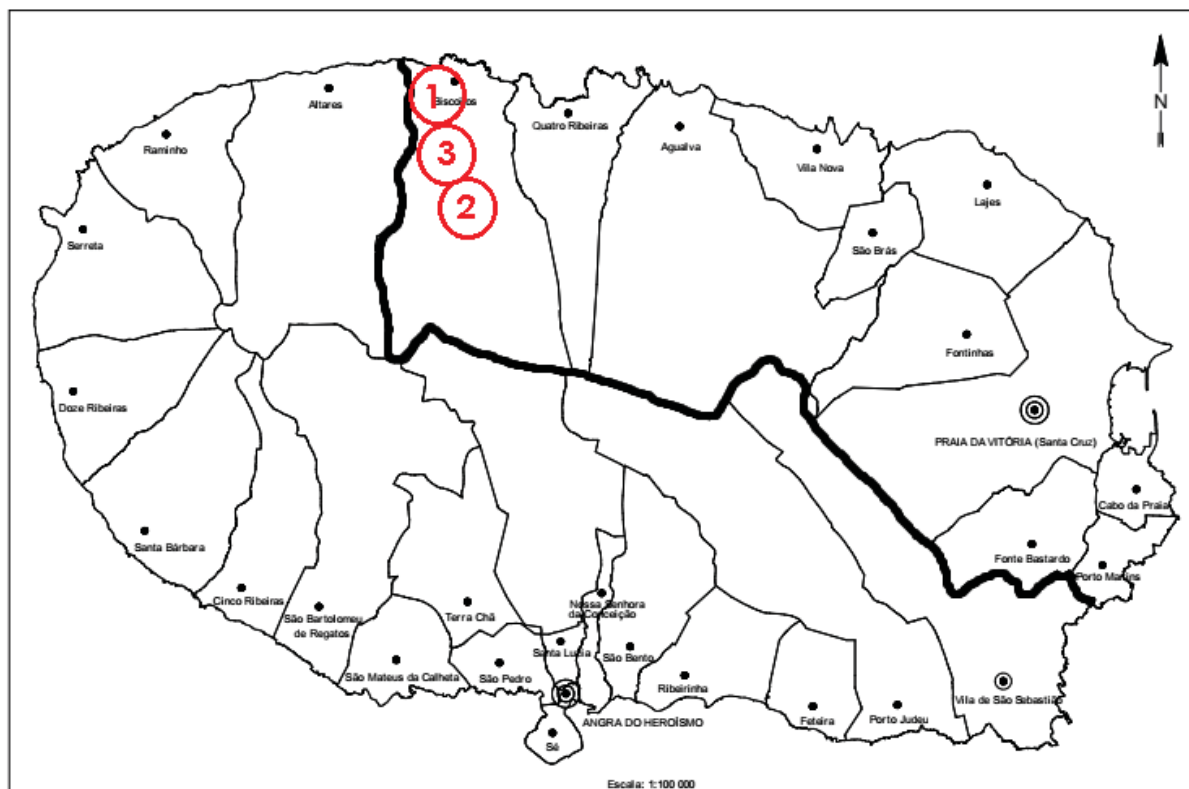 N
1
Altares
Biscoitos
Quatro Ribeiras
Raminho
3
Agualva
Vila Nova
Lajes
2
Serreta
São Brás
Fontinhas
Doze Ribeiras
PRAIA DA VITÓRIA (Santa Cruz)
Cabo da Praia
Santa Bárbara
Fonte Bastardo
Porto Martins
Cinco Ribeiras
São Bartolomeu
de Regatos
Terra Chã
Nossa Senhora
da Conceição
Santa Luzia
São Bento
São Mateus da Calheta
São Pedro
Ribeirinha
Vila de São Sebastião
ANGRA DO HEROÍSMO
Feteira
Porto Judeu
Sé
Escala: 1:100 000